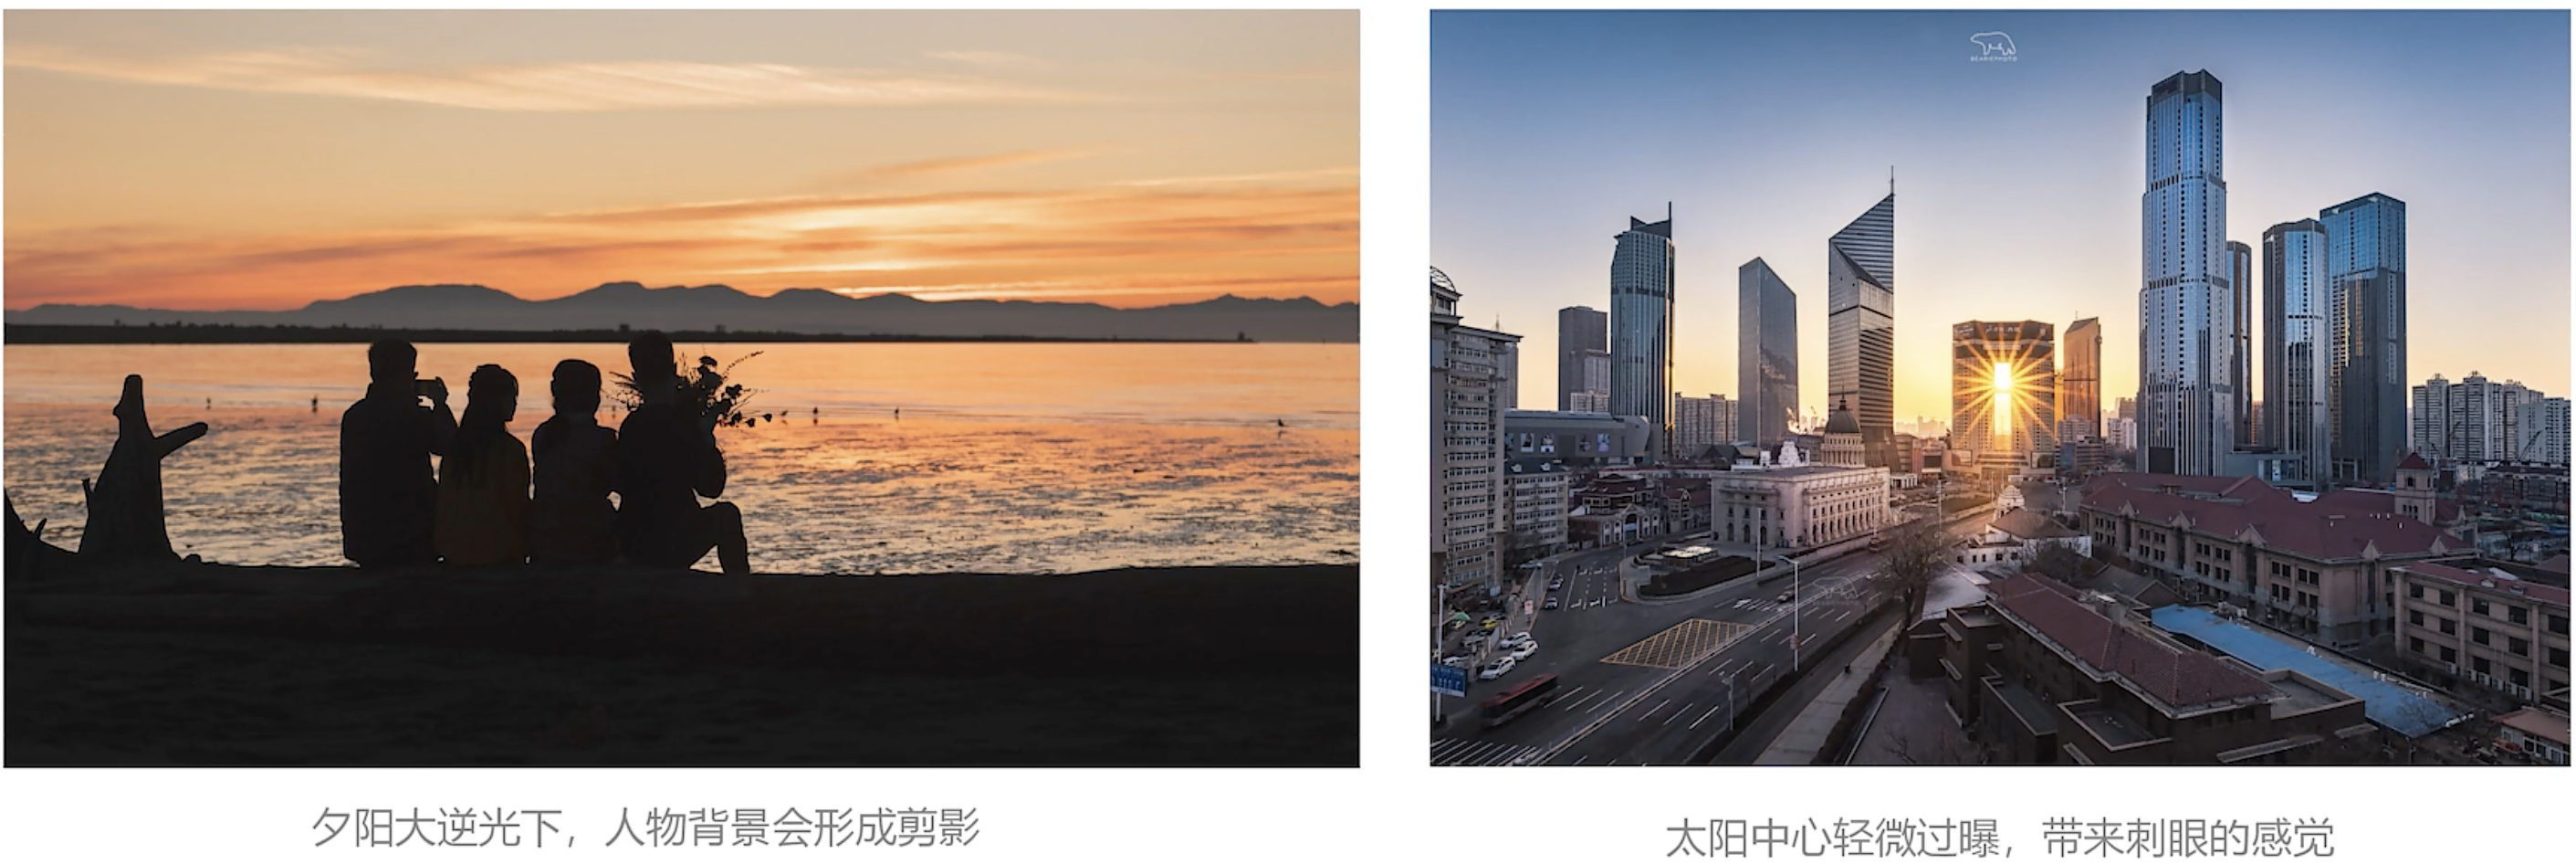 BEARIEPHOTO
夕阳大逆光下，人物背景会形成剪影
太阳中心轻微过曝，带来刺眼的感觉